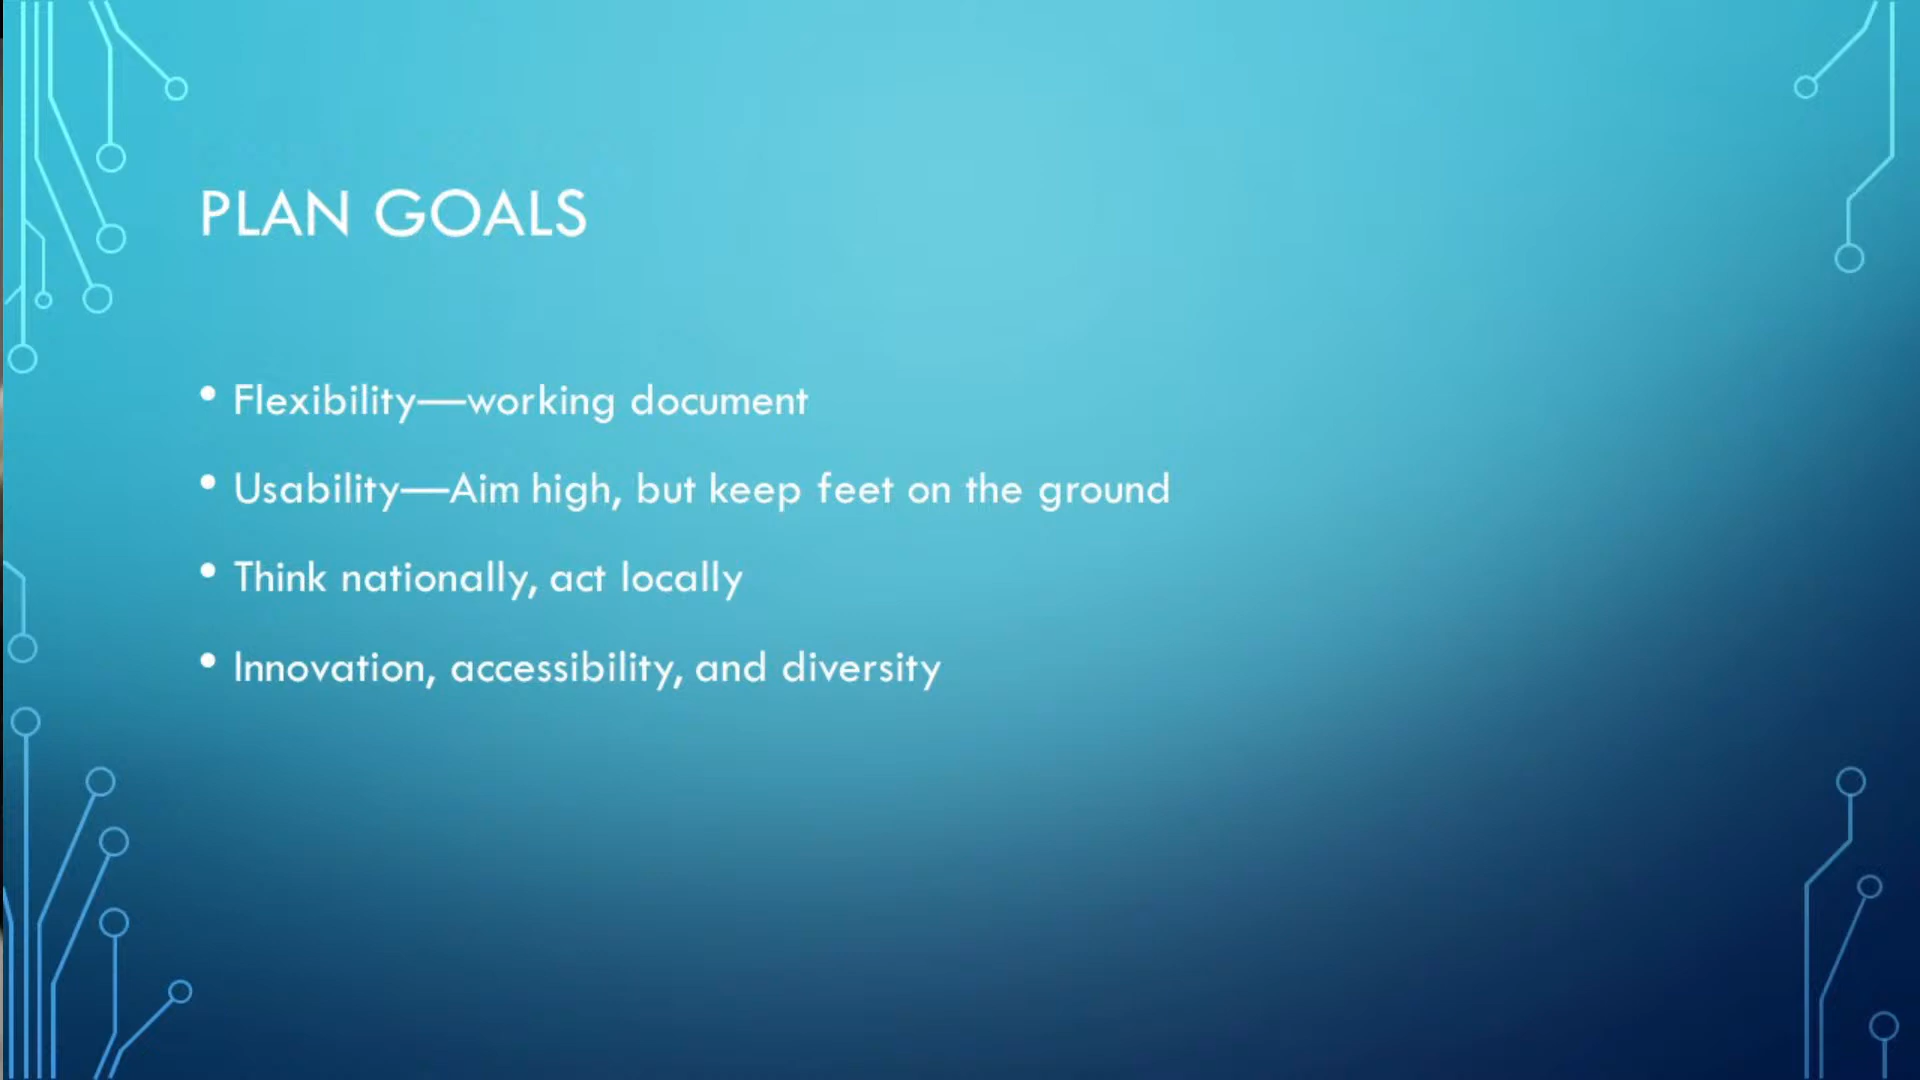 PLAN GOALS
• Flexibility—working document
• Usability—Aim high, but keep feet on the ground
• Think nationally, act locally
• Innovation, accessibility, and diversity